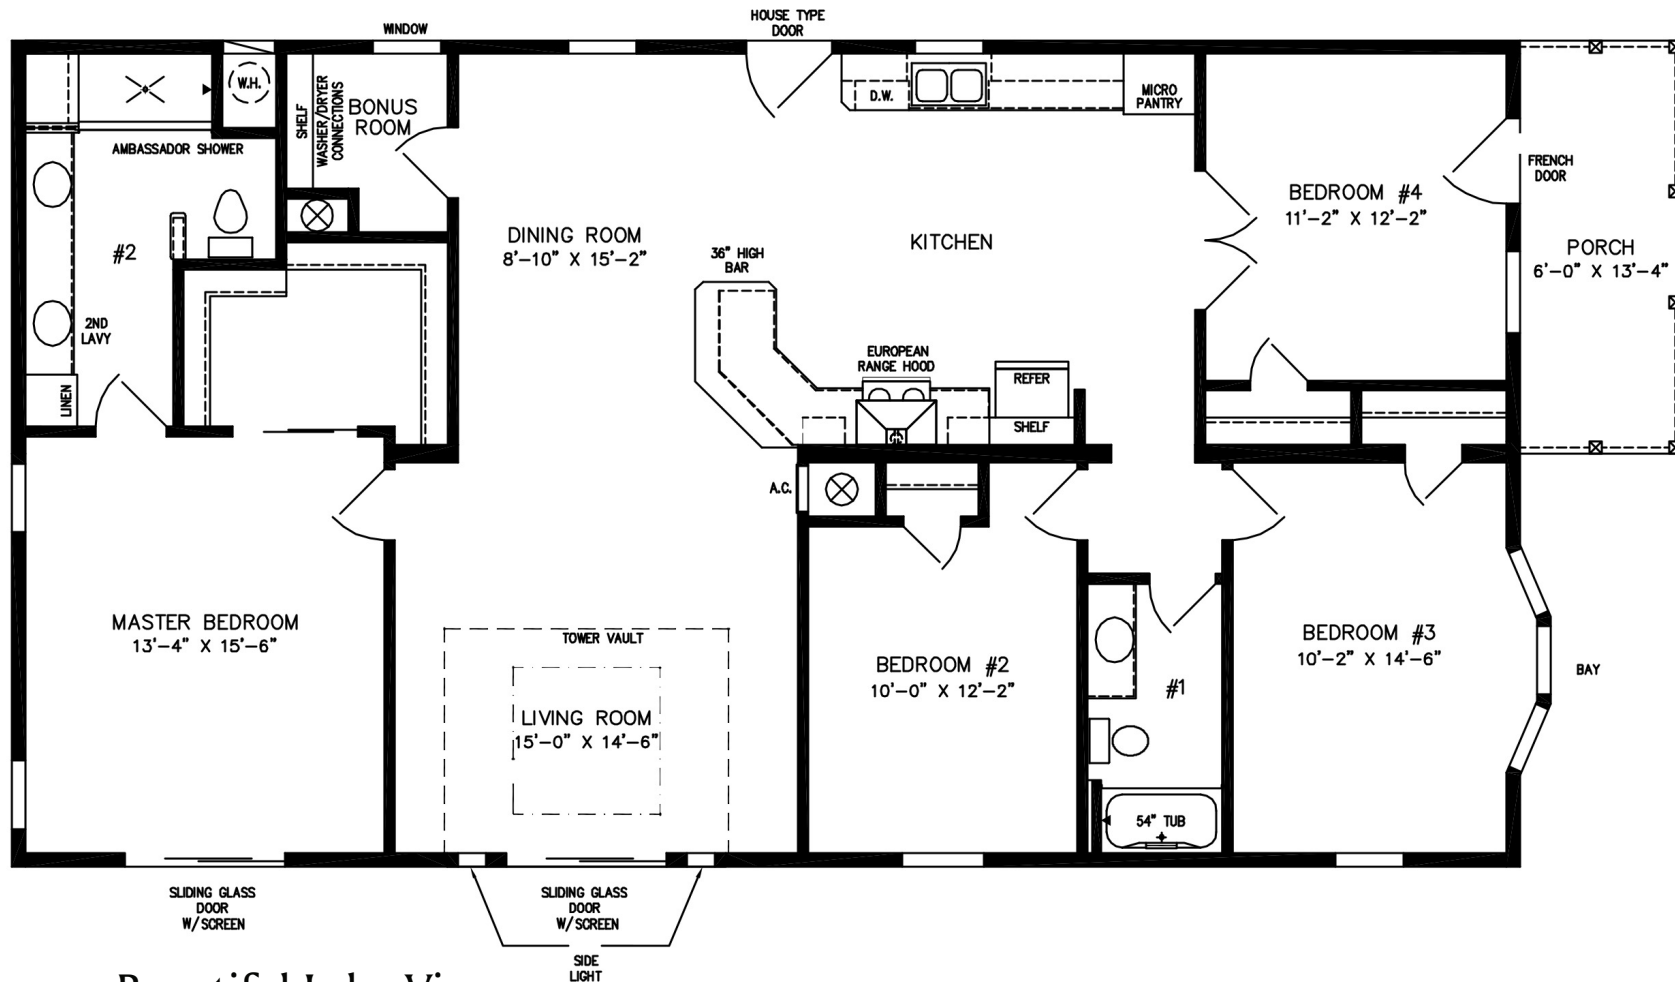 WINDOW
HOUSE TYPE
DOOR
W.H.
SHELF
WASHER/DRYER
CONNECTIONS
BONUS
ROOM
D.W.
MICRO
PANTRY
AMBASSADOR SHOWER
FRENCH
DOOR
BEDROOM #4
11'-2" X 12'-2"
#2
DINING ROOM
8'-10" X 15'-2"
36" HIGH
BAR
KITCHEN
PORCH
6'-0" X 13'-4"
2ND
LAVY
LINEN
EUROPEAN
RANGE HOOD
REFER
SHELF
A.C.
MASTER BEDROOM
13'-4" X 15'-6"
TOWER VAULT
LIVING ROOM
15'-0" X 14'-6"
BEDROOM #2
10'-0" X 12'-2"
#1
BEDROOM #3
10'-2" X 14'-6"
BAY
54" TUB
SLIDING GLASS
DOOR
W/SCREEN
SLIDING GLASS
DOOR
W/SCREEN
SIDE
LIGHT